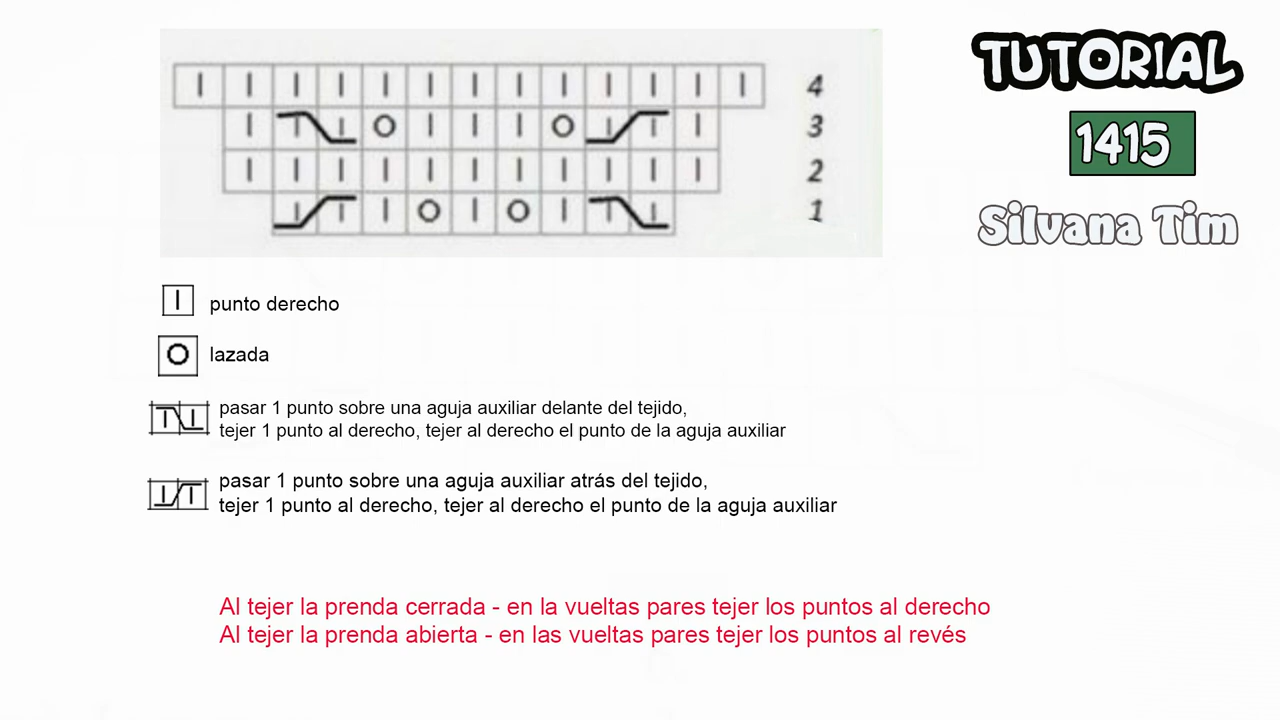 TUTORIAL
1415
Silvana Tim
I I I I I I I I I I I I I 4
I I I O I I I O I I I 3
I I I I I I I I I I I 2
I I I O I O I I I 1
I punto derecho
O lazada
pasar 1 punto sobre una aguja auxiliar delante del tejido,
tejer 1 punto al derecho, tejer al derecho el punto de la aguja auxiliar
pasar 1 punto sobre una aguja auxiliar atrás del tejido,
tejer 1 punto al derecho, tejer al derecho el punto de la aguja auxiliar
Al tejer la prenda cerrada - en la vueltas pares tejer los puntos al derecho
Al tejer la prenda abierta - en las vueltas pares tejer los puntos al revés